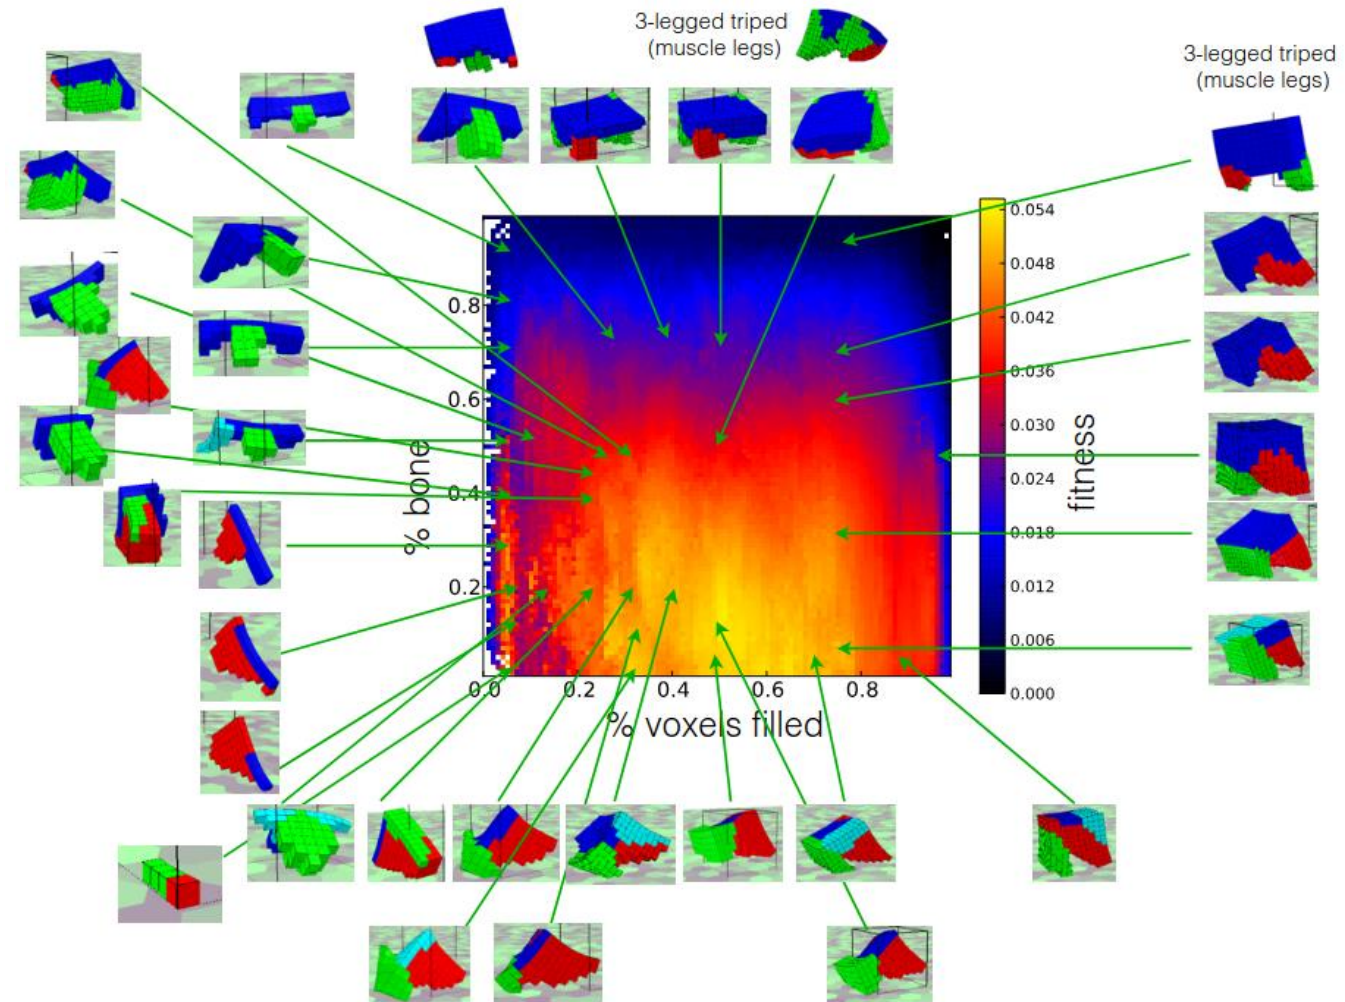 3-legged triped
(muscle legs)
3-legged triped
(muscle legs)
0.054
0.048
0.8
0.042
0.036
0.6
0.030
% bone
fitness
0.024
0.4
0.018
0.2
0.012
0.006
0.0
0.2
0.4
0.6
0.8
0.000
% voxels filled